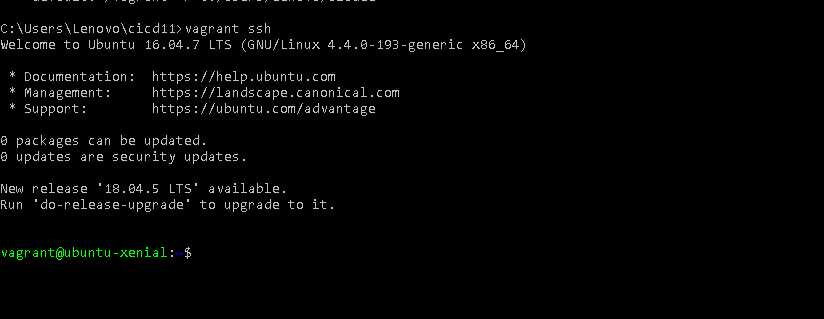 C:\Users\Lenovo\cicd11>vagrant ssh
Welcome to Ubuntu 16.04.7 LTS (GNU/Linux 4.4.0-193-generic x86_64)
* Documentation: https://help.ubuntu.com
* Management: https://landscape.canonical.com
* Support: https://ubuntu.com/advantage
0 packages can be updated.
0 updates are security updates.
New release '18.04.5 LTS' available.
Run 'do-release-upgrade' to upgrade to it.
vagrant@ubuntu-xenial:~$